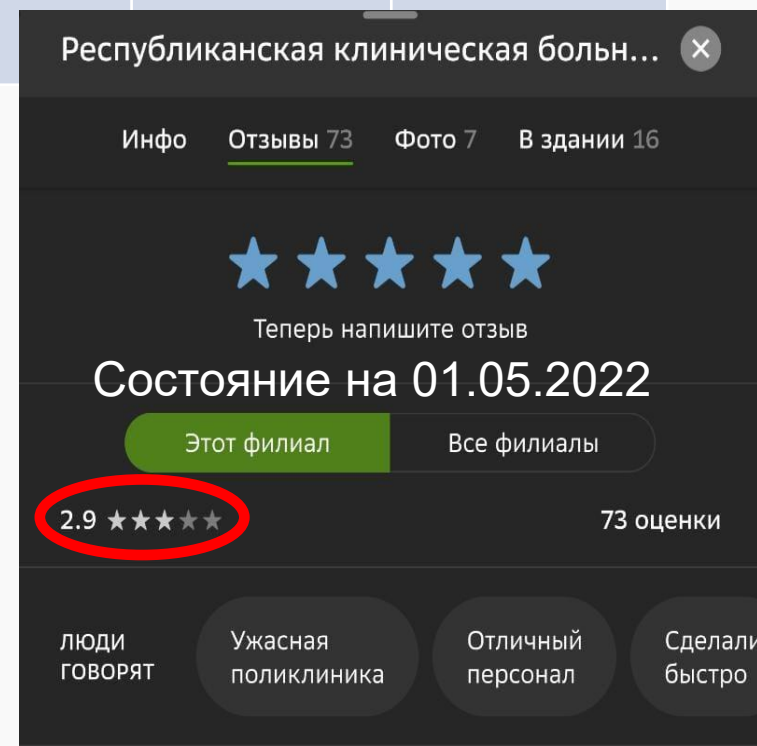 Республиканская клиническая больн...
Инфо Отзывы 73 Фото 7 В здании 16
Теперь напишите отзыв
Состояние на 01.05.2022
Этот филиал Все филиалы
2.9 73 оценки
ЛЮДИ ГОВОРЯТ
Ужасная поликлиника
Отличный персонал
Сделали быстро